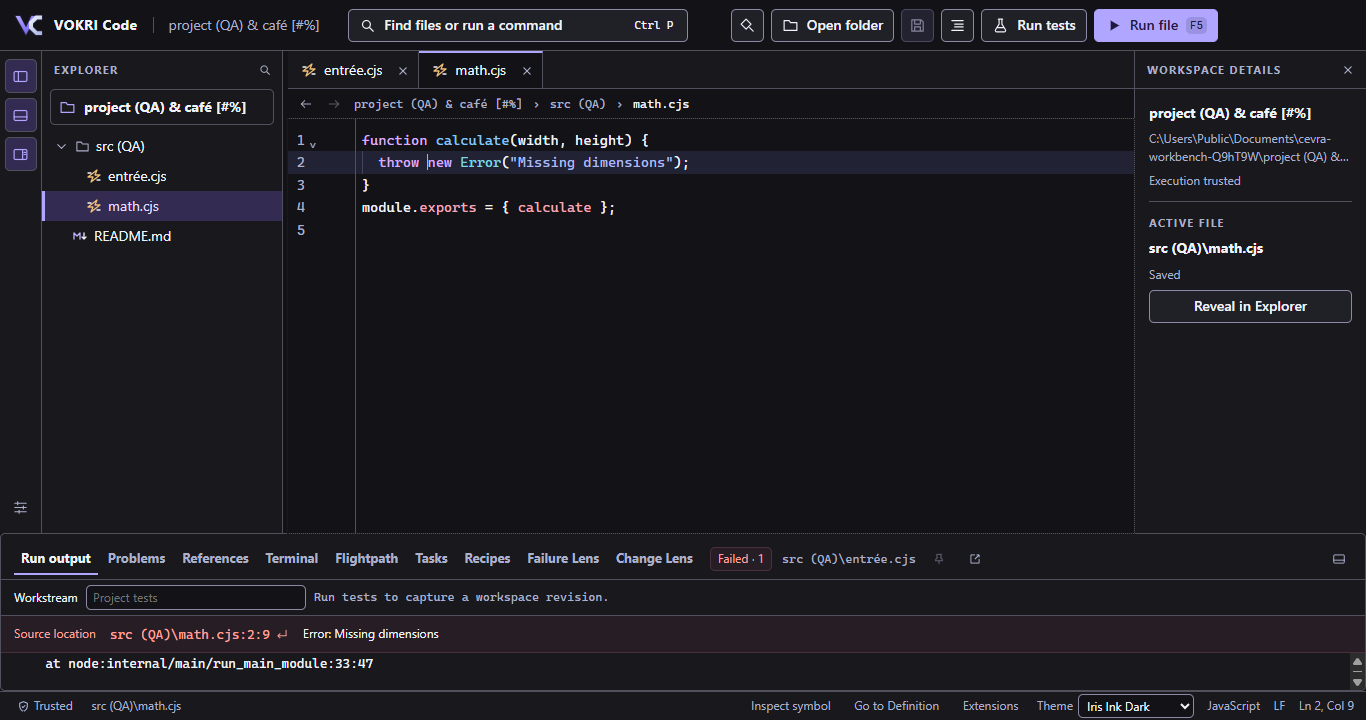 VOKRI Code project (QA) & café [#%] Find files or run a command Ctrl P Open folder Run tests Run file F5
EXPLORER
project (QA) & café [#%]
src (QA)
entrée.cjs
math.cjs
README.md
entrée.cjs math.cjs
project (QA) & café [#%] › src (QA) › math.cjs
1 function calculate(width, height) {
2 throw new Error("Missing dimensions");
3 }
4 module.exports = { calculate };
5
WORKSPACE DETAILS
project (QA) & café [#%]
C:\Users\Public\Documents\cevra-
workbench-Q9hT9W\project (QA) &...
Execution trusted
ACTIVE FILE
src (QA)\math.cjs
Saved
Reveal in Explorer
Run output Problems References Terminal Flightpath Tasks Recipes Failure Lens Change Lens Failed · 1 src (QA)\entrée.cjs
Workstream Project tests Run tests to capture a workspace revision.
Source location src (QA)\math.cjs:2:9 ↵ Error: Missing dimensions
at node:internal/main/run_main_module:33:47
Trusted src (QA)\math.cjs Inspect symbol Go to Definition Extensions Theme Iris Ink Dark JavaScript LF Ln 2, Col 9